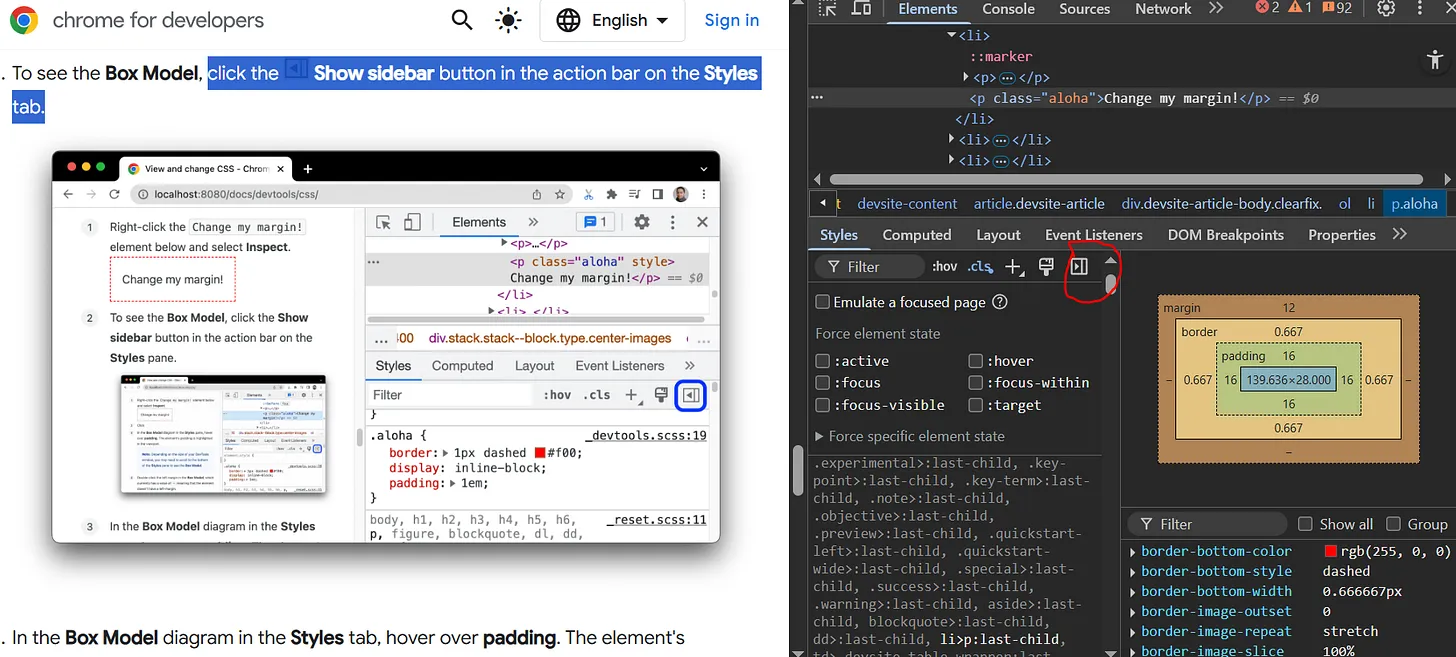 chrome for developers
English
Sign in
. To see the Box Model, click the Show sidebar button in the action bar on the Styles
tab.
View and change CSS - Chrom
localhost:8080/docs/devtools/css/
1 Right-click the Change my margin!
element below and select Inspect.
Change my margin!
2 To see the Box Model, click the Show
sidebar button in the action bar on the
Styles pane.
3 In the Box Model diagram in the Styles
Elements
1
<p>…</p>
<p class="aloha" style>
Change my margin!</p> == $0
</li>
<li> </li>
... 400 div.stack.stack--block.type.center-images
Styles Computed Layout Event Listeners
Filter :hov .cls
}
.aloha { _devtools.scss:19
border: 1px dashed #f00;
display: inline-block;
padding: 1em;
}
body, h1, h2, h3, h4, h5, h6, _reset.scss:11
p, figure, blockquote, dl, dd,
. In the Box Model diagram in the Styles tab, hover over padding. The element's
Elements Console Sources Network 2 1 92
<li>
::marker
<p>…</p>
<p class="aloha">Change my margin!</p> == $0
</li>
<li>…</li>
<li>…</li>
t devsite-content article.devsite-article div.devsite-article-body.clearfix. ol li p.aloha
Styles Computed Layout Event Listeners DOM Breakpoints Properties
Filter :hov .cls
Emulate a focused page
Force element state
:active :hover
:focus :focus-within
:focus-visible :target
Force specific element state
.experimental>:last-child, .key-
point>:last-child, .key-term>:last-
child, .note>:last-child,
.objective>:last-child,
.preview>:last-child, .quickstart-
left>:last-child, .quickstart-
wide>:last-child, .special>:last-
child, .success>:last-child,
.warning>:last-child, aside>:last-
child, blockquote>:last-child,
dd>:last-child, li>p:last-child,
td>.devsite-table-wrapper:last-
margin 12
border 0.667
padding 16
– 0.667 16 139.636×28.000 16 0.667 –
16
0.667
–
Filter Show all Group
border-bottom-color rgb(255, 0, 0)
border-bottom-style dashed
border-bottom-width 0.666667px
border-image-outset 0
border-image-repeat stretch
border-image-slice 100%